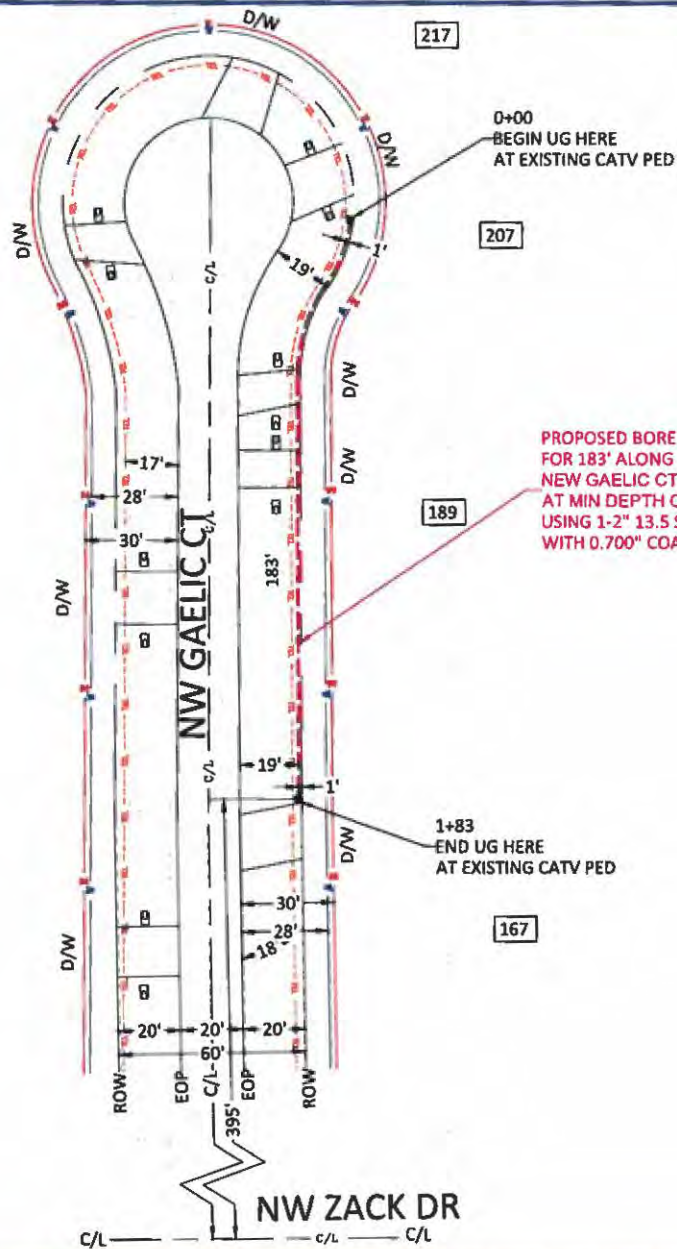 D/W
217
0+00
BEGIN UG HERE
AT EXISTING CATV PED
D/W
D/W
207
1'
19'
C/L
D/W
D/W
PROPOSED BORE
FOR 183' ALONG
NEW GAELIC CT
AT MIN DEPTH
USING 1-2" 13.5
WITH 0.700"
17'
28'
30'
C/L
NW GAELIC CT
183'
189
D/W
C/L
19'
1'
1+83
END UG HERE
AT EXISTING CATV PED
D/W
30'
28'
18'
167
D/W
20'
20'
20'
60'
ROW
EOP
C/L
EOP
ROW
395'
NW ZACK DR
C/L
C/L
C/L